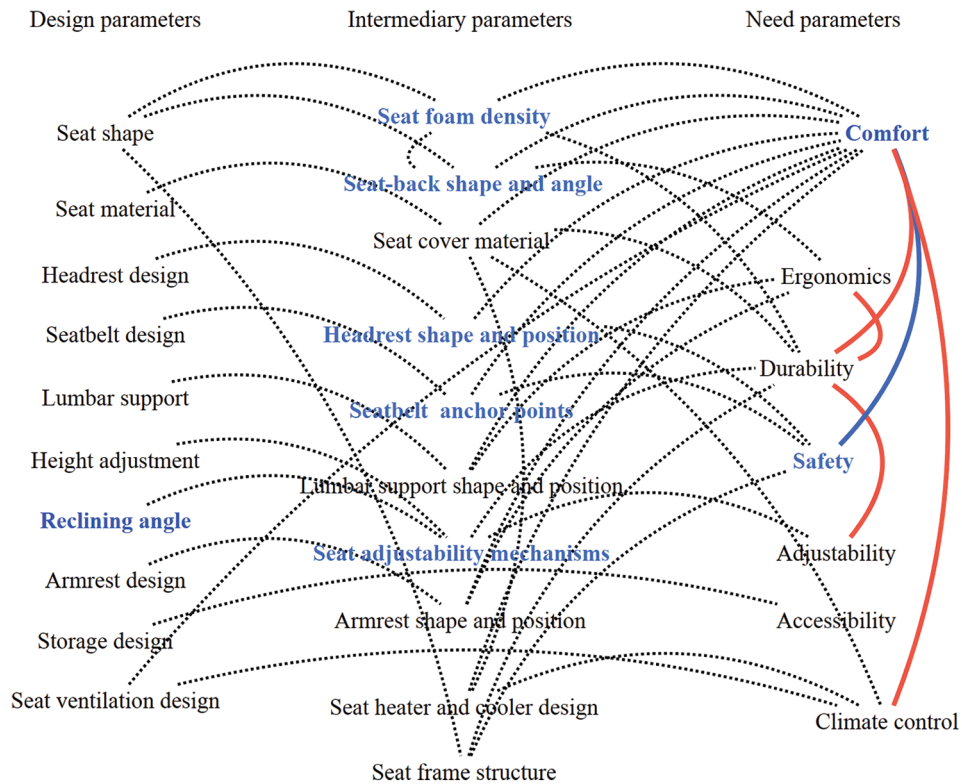 Design parameters
Intermediary parameters
Need parameters
Seat shape
Seat material
Headrest design
Seatbelt design
Lumbar support
Height adjustment
Reclining angle
Armrest design
Storage design
Seat ventilation design
Seat foam density
Seat-back shape and angle
Seat cover material
Headrest shape and position
Seatbelt anchor points
Lumbar support shape and position
Seat adjustability mechanisms
Armrest shape and position
Seat heater and cooler design
Seat frame structure
Comfort
Ergonomics
Durability
Safety
Adjustability
Accessibility
Climate control